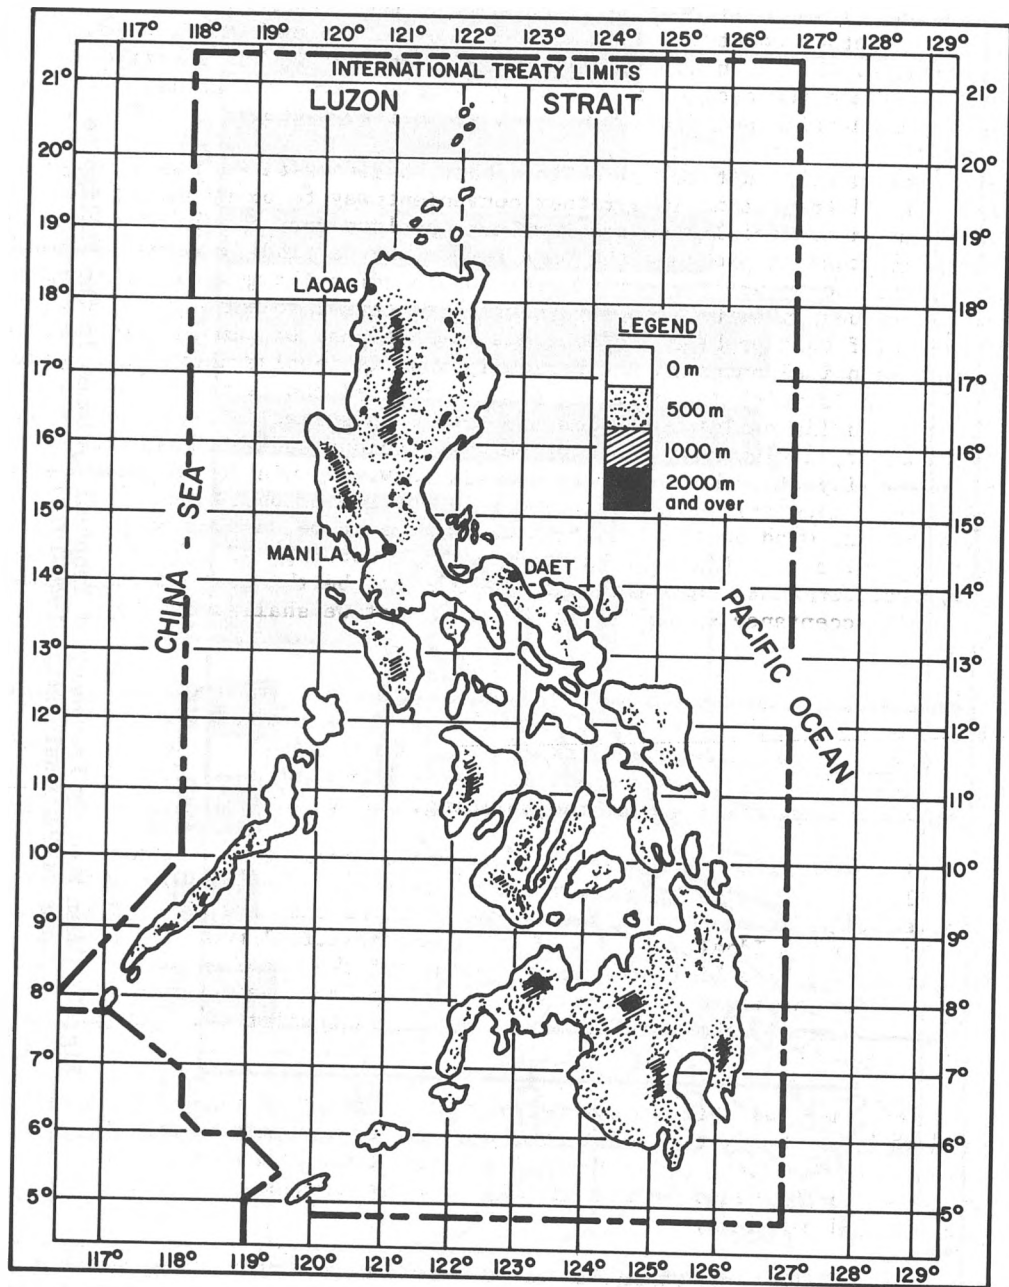 117° 118° 119° 120° 121° 122° 123° 124° 125° 126° 127° 128° 129°
INTERNATIONAL TREATY LIMITS
LUZON STRAIT
21° 21°
20° 20°
19° 19°
LAOAG
18° 18°
LEGEND
0 m
17° 17°
500 m
16° 1000 m 16°
2000 m
and over
15° 15°
MANILA
DAET
14° 14°
CHINA SEA
PACIFIC OCEAN
13° 13°
12° 12°
11° 11°
10° 10°
9° 9°
8° 8°
7° 7°
6° 6°
5° 5°
117° 118° 119° 120° 121° 122° 123° 124° 125° 126° 127° 128° 129°